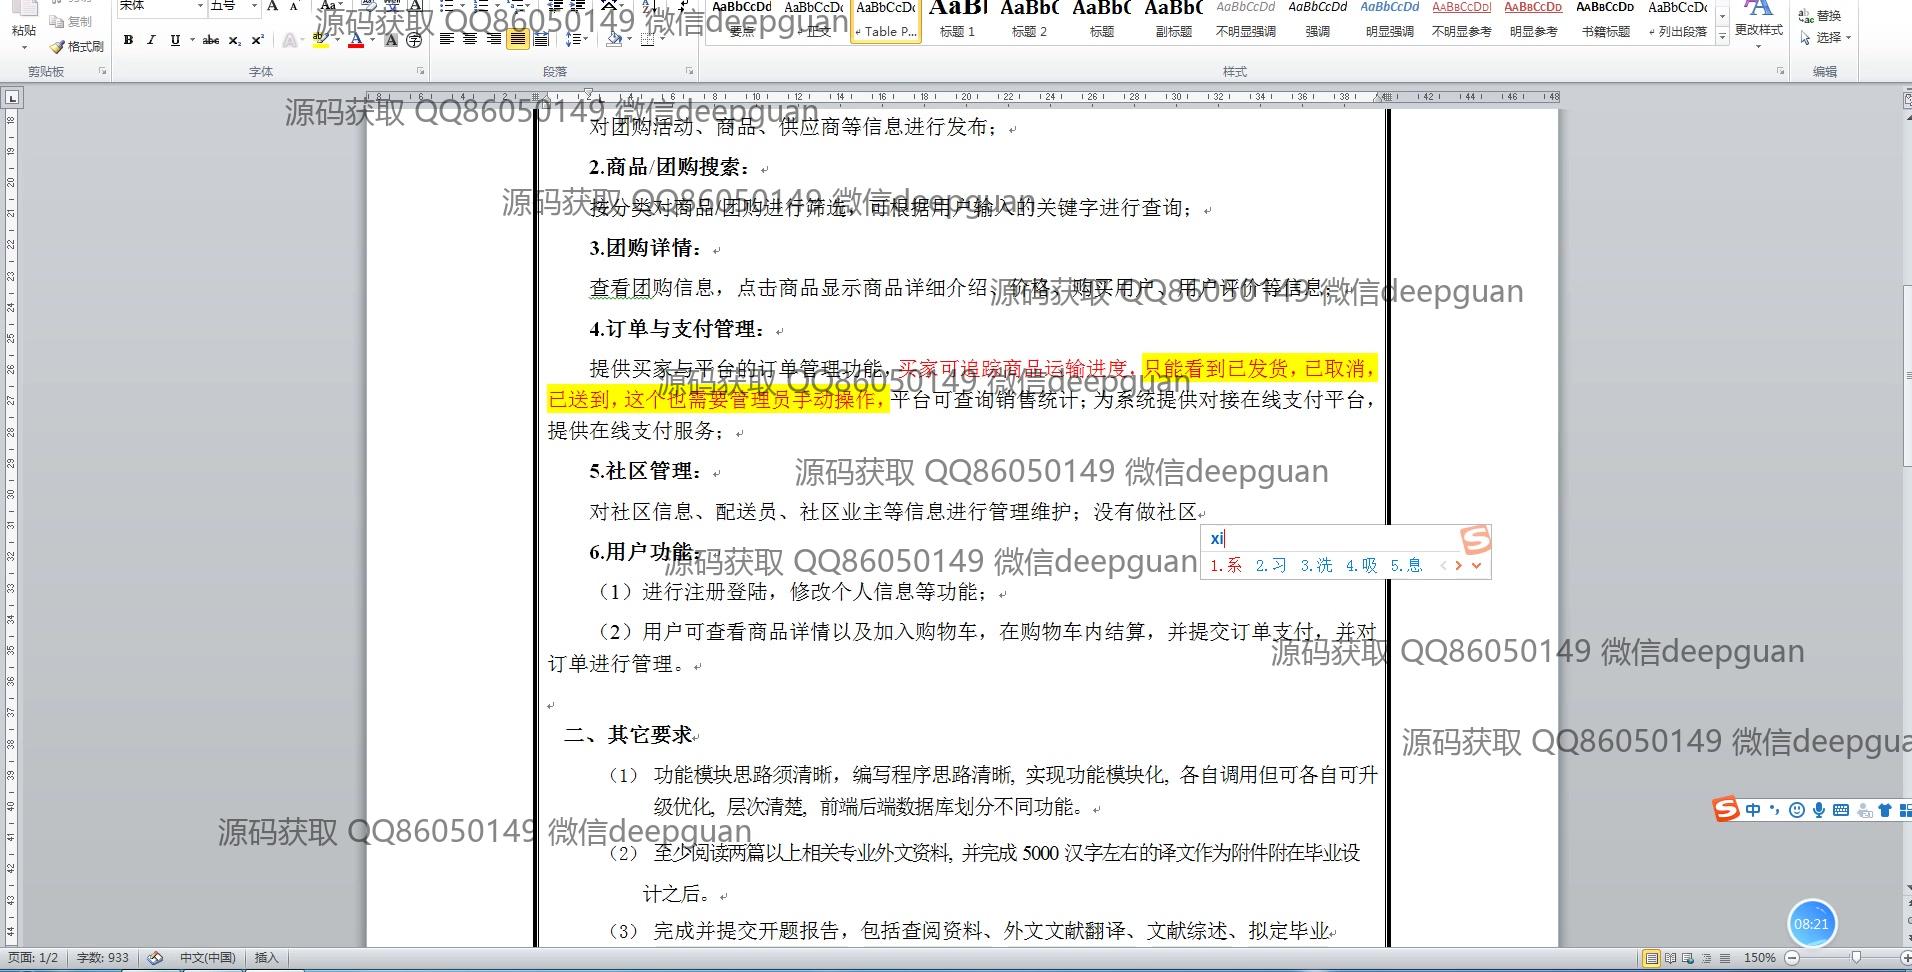 宋体 五号
粘贴 复制
格式刷
B I U abc X₂ X² A
剪贴板 字体 段落 样式 编辑
AaBbCcDd AaBbCcDc AaBbCcDc AaBl AaBb( AaBb( AaBb( AaBbCcDd AaBbCcDd AaBbCcDd AaBbCcDd AaBbCcDd AaBbCcDd AaBbCcDc
要点 正文 Table P... 标题 1 标题 2 标题 副标题 不明显强调 强调 明显强调 不明显参考 明显参考 书籍标题 列出段落
更改样式 替换
选择
源码获取 QQ86050149 微信deepguan
源码获取 QQ86050149 微信deepguan
对团购活动、商品、供应商等信息进行发布；
2.商品/团购搜索：
源码获取 QQ86050149 微信deepguan
按分类对商品/团购进行筛选，可根据用户输入的关键字进行查询；
3.团购详情：
查看团购信息，点击商品显示商品详细介绍、价格、购买用户、用户评价等信息；
源码获取 QQ86050149 微信deepguan
4.订单与支付管理：
提供买家与平台的订单管理功能，买家可追踪商品运输进度，只能看到已发货，已取消，
源码获取 QQ86050149 微信deepguan
已送到，这个也需要管理员手动操作，平台可查询销售统计；为系统提供对接在线支付平台，
提供在线支付服务；
5.社区管理：
源码获取 QQ86050149 微信deepguan
对社区信息、配送员、社区业主等信息进行管理维护；没有做社区
xi
1.系 2.习 3.洗 4.吸 5.息
6.用户功能：
源码获取 QQ86050149 微信deepguan
（1）进行注册登陆，修改个人信息等功能；
（2）用户可查看商品详情以及加入购物车，在购物车内结算，并提交订单支付，并对
源码获取 QQ86050149 微信deepguan
订单进行管理。
二、其它要求
源码获取 QQ86050149 微信deepgua
（1） 功能模块思路须清晰，编写程序思路清晰, 实现功能模块化, 各自调用但可各自可升
级优化, 层次清楚, 前端后端数据库划分不同功能。
中
源码获取 QQ86050149 微信deepguan
（2） 至少阅读两篇以上相关专业外文资料, 并完成 5000 汉字左右的译文作为附件附在毕业设
计之后。
（3） 完成并提交开题报告，包括查阅资料、外文文献翻译、文献综述、拟定毕业
08:21
页面: 1/2 字数: 933 中文(中国) 插入 150%